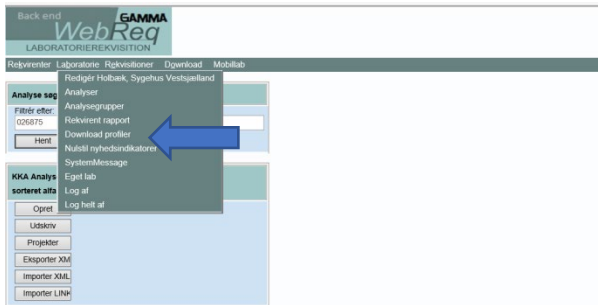 Back end GAMMA
WebReq
LABORATORIEREKVISITION
Rekvirenter Laboratorie Rekvisitioner Download Mobillab
Redigér Holbæk, Sygehus Vestsjælland
Analyser
Analysegrupper
Rekvirent rapport
Download profiler
Nulstil nyhedsindikatorer
SystemMessage
Eget lab
Log af
Log helt af
Analyse søg
Filtrér efter:
026875
Hent
KKA Analys
sorteret alfa
Opret
Udskriv
Projekter
Eksporter XM
Importer XML
Importer LINK